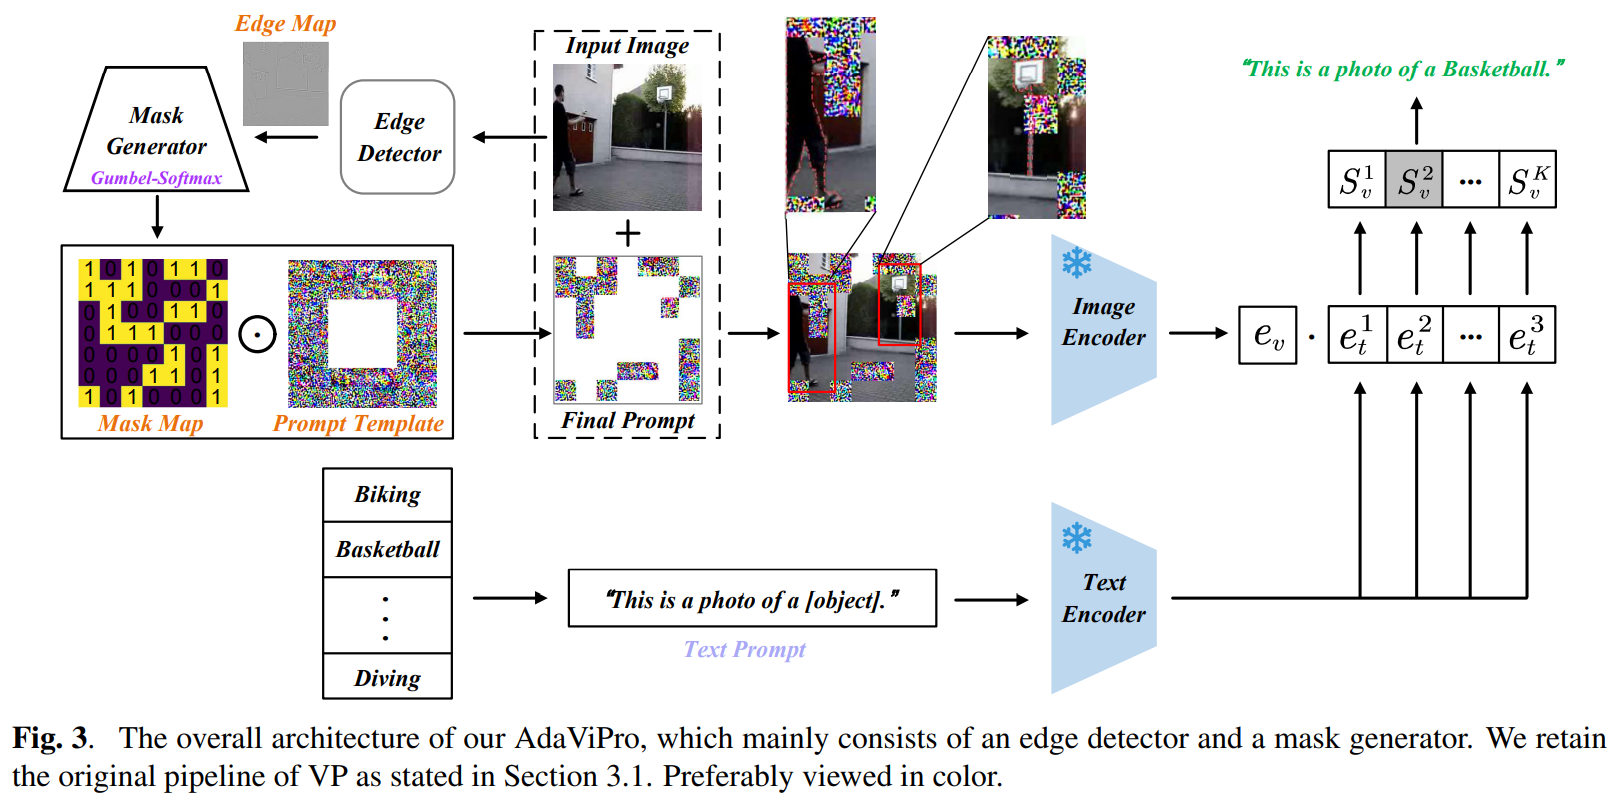 Edge Map
Input Image
Mask
Generator
Gumbel-Softmax
Edge
Detector
"This is a photo of a Basketball."
S_v^1 S_v^2 ... S_v^K
+
1 0 1 0 1 1 0
1 1 1 0 0 0 1
0 1 0 0 1 1 0
0 1 1 1 0 0 0
0 0 0 0 1 0 1
0 0 0 1 1 0 1
1 0 1 0 0 0 1
Mask Map
Prompt Template
Final Prompt
Image
Encoder
e_v · e_t^1 e_t^2 ... e_t^3
Biking
Basketball
.
.
.
Diving
"This is a photo of a [object]."
Text Prompt
Text
Encoder
Fig. 3. The overall architecture of our AdaViPro, which mainly consists of an edge detector and a mask generator. We retain
the original pipeline of VP as stated in Section 3.1. Preferably viewed in color.